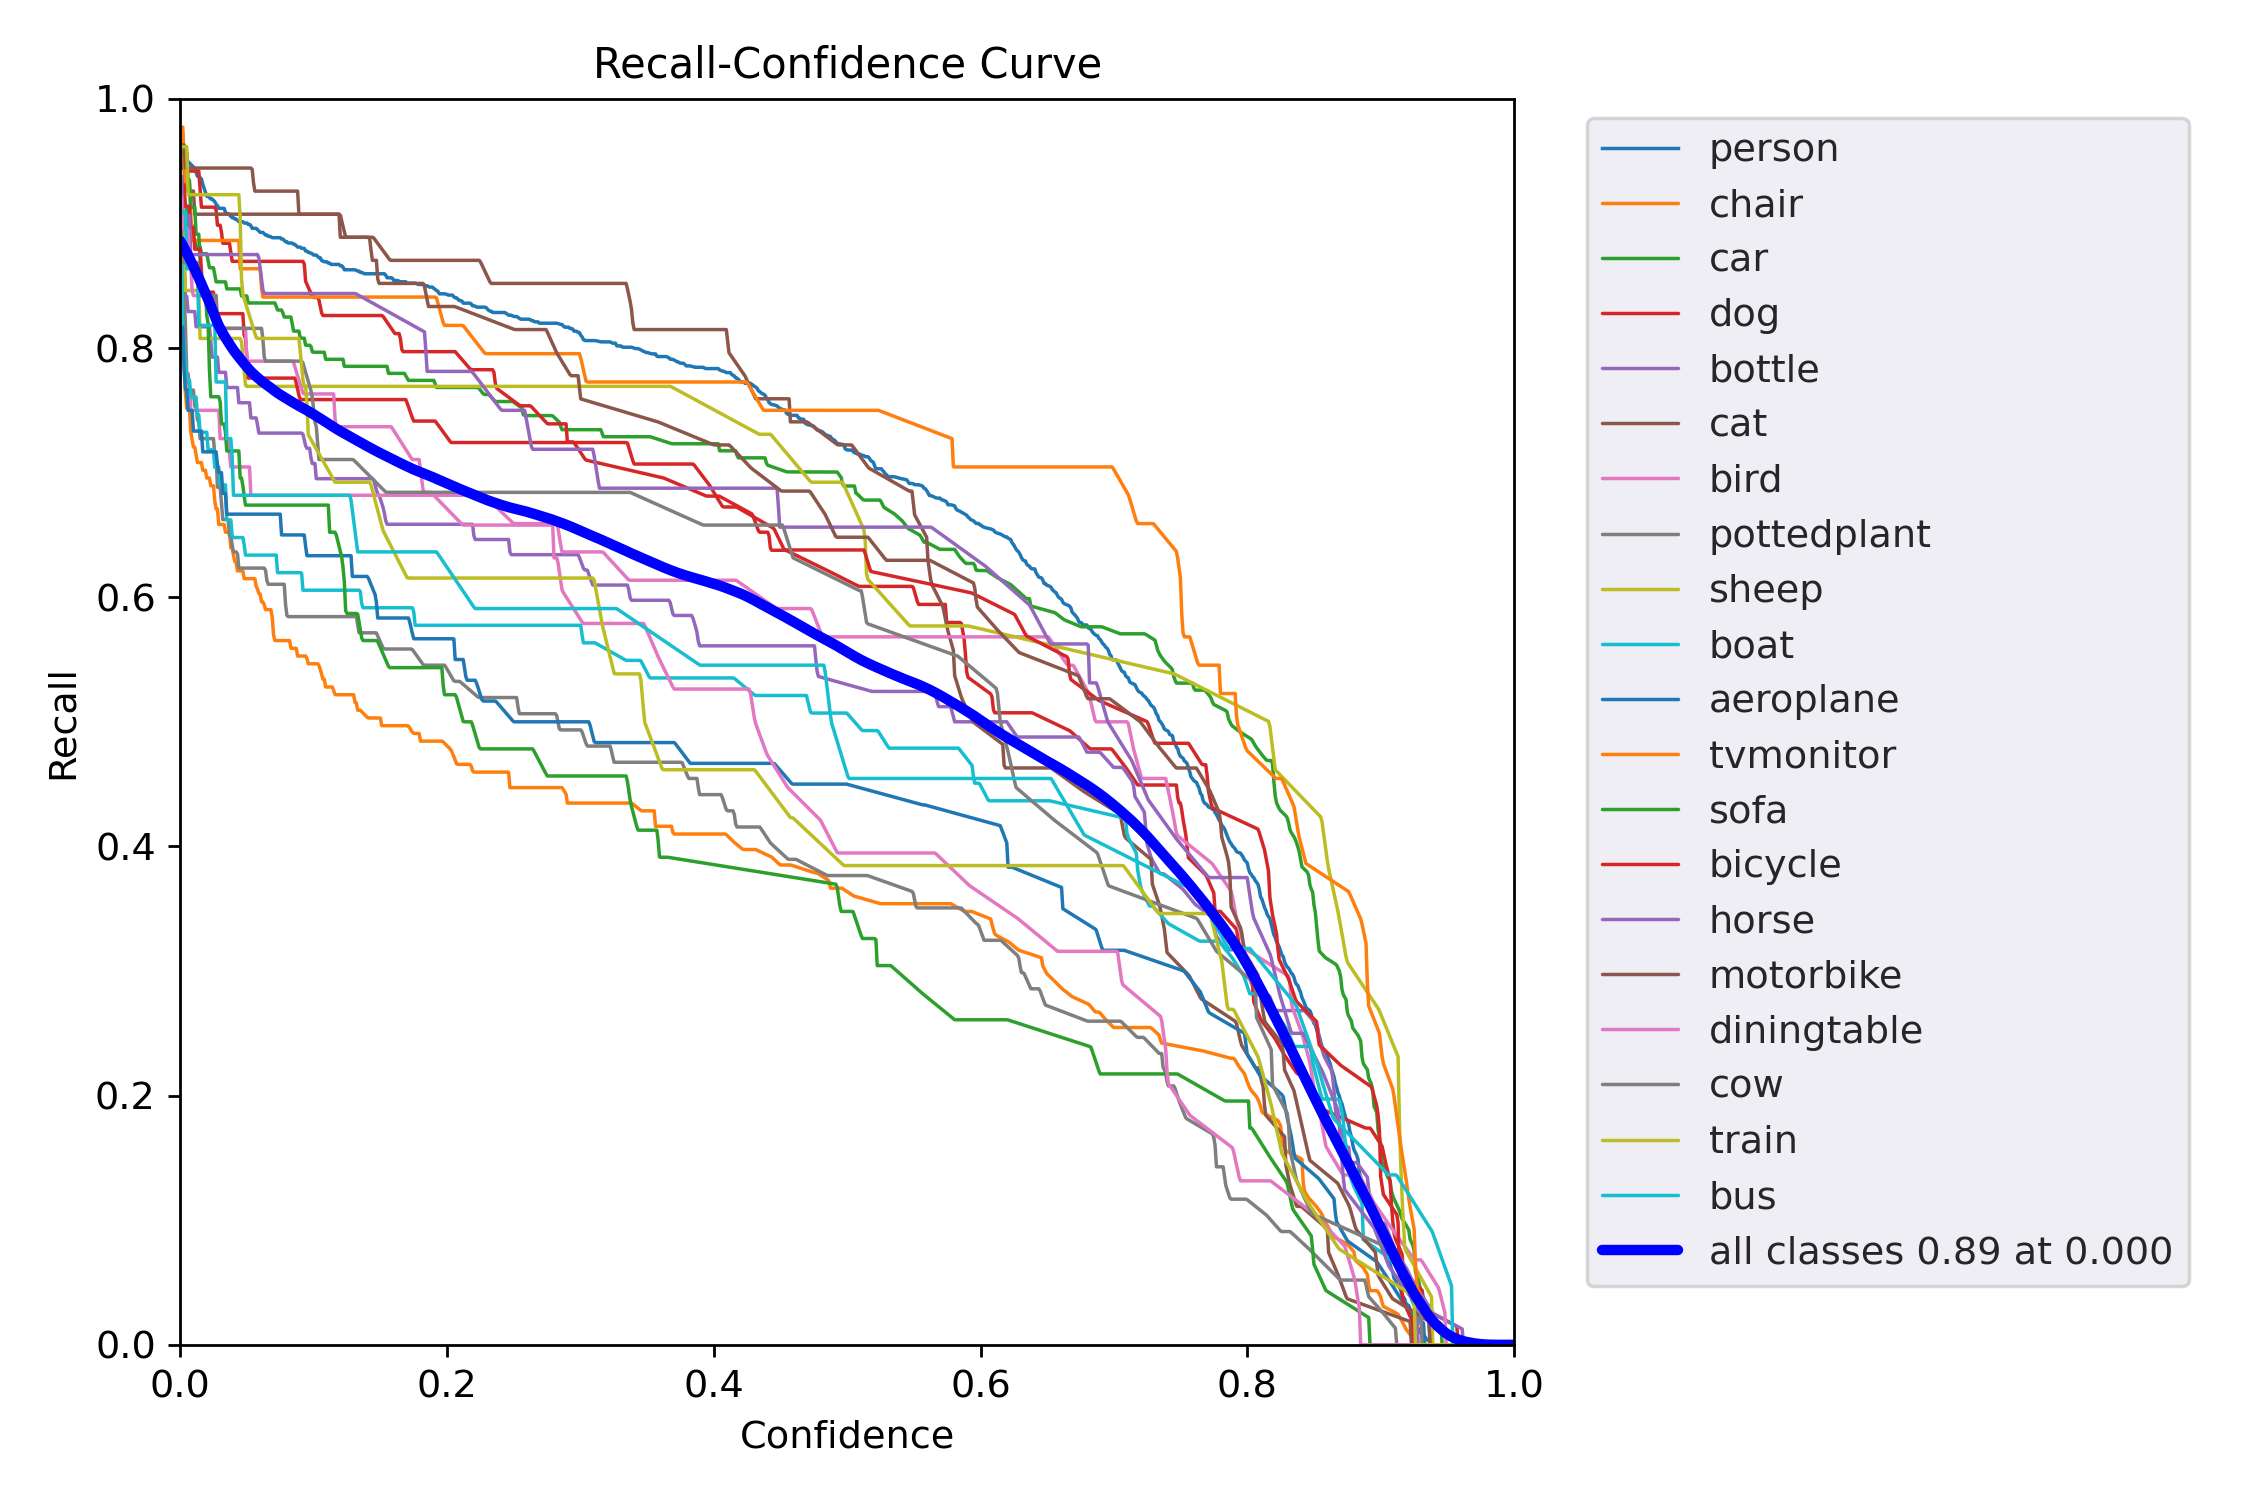 Recall-Confidence Curve
1.0
0.8
0.6
0.4
0.2
0.0
Recall
0.0 0.2 0.4 0.6 0.8 1.0
Confidence
person
chair
car
dog
bottle
cat
bird
pottedplant
sheep
boat
aeroplane
tvmonitor
sofa
bicycle
horse
motorbike
diningtable
cow
train
bus
all classes 0.89 at 0.000